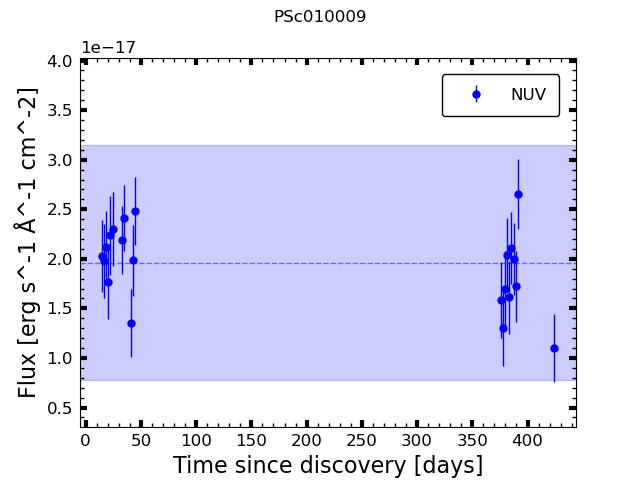 PSc010009
1e−17
4.0
3.5
3.0
2.5
2.0
1.5
1.0
0.5
Flux [erg s^-1 Å^-1 cm^-2]
NUV
0 50 100 150 200 250 300 350 400
Time since discovery [days]